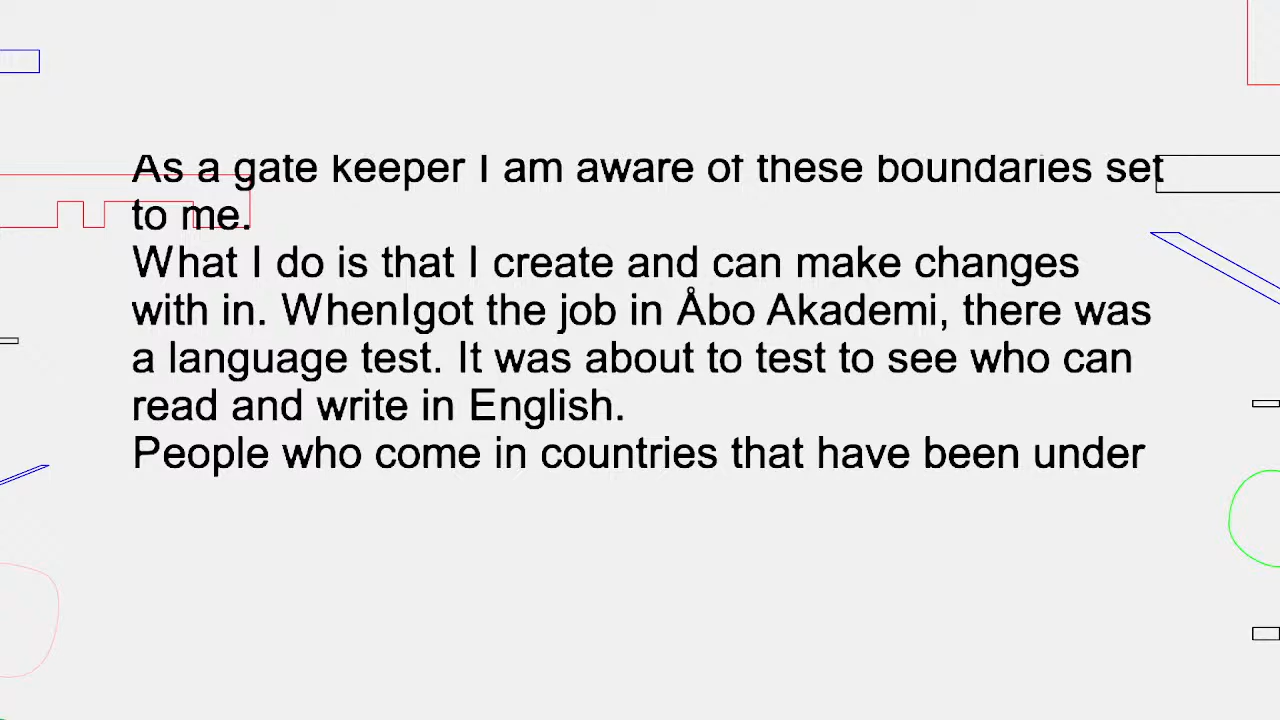 As a gate keeper I am aware of these boundaries set
to me.
What I do is that I create and can make changes
with in. WhenIgot the job in Åbo Akademi, there was
a language test. It was about to test to see who can
read and write in English.
People who come in countries that have been under